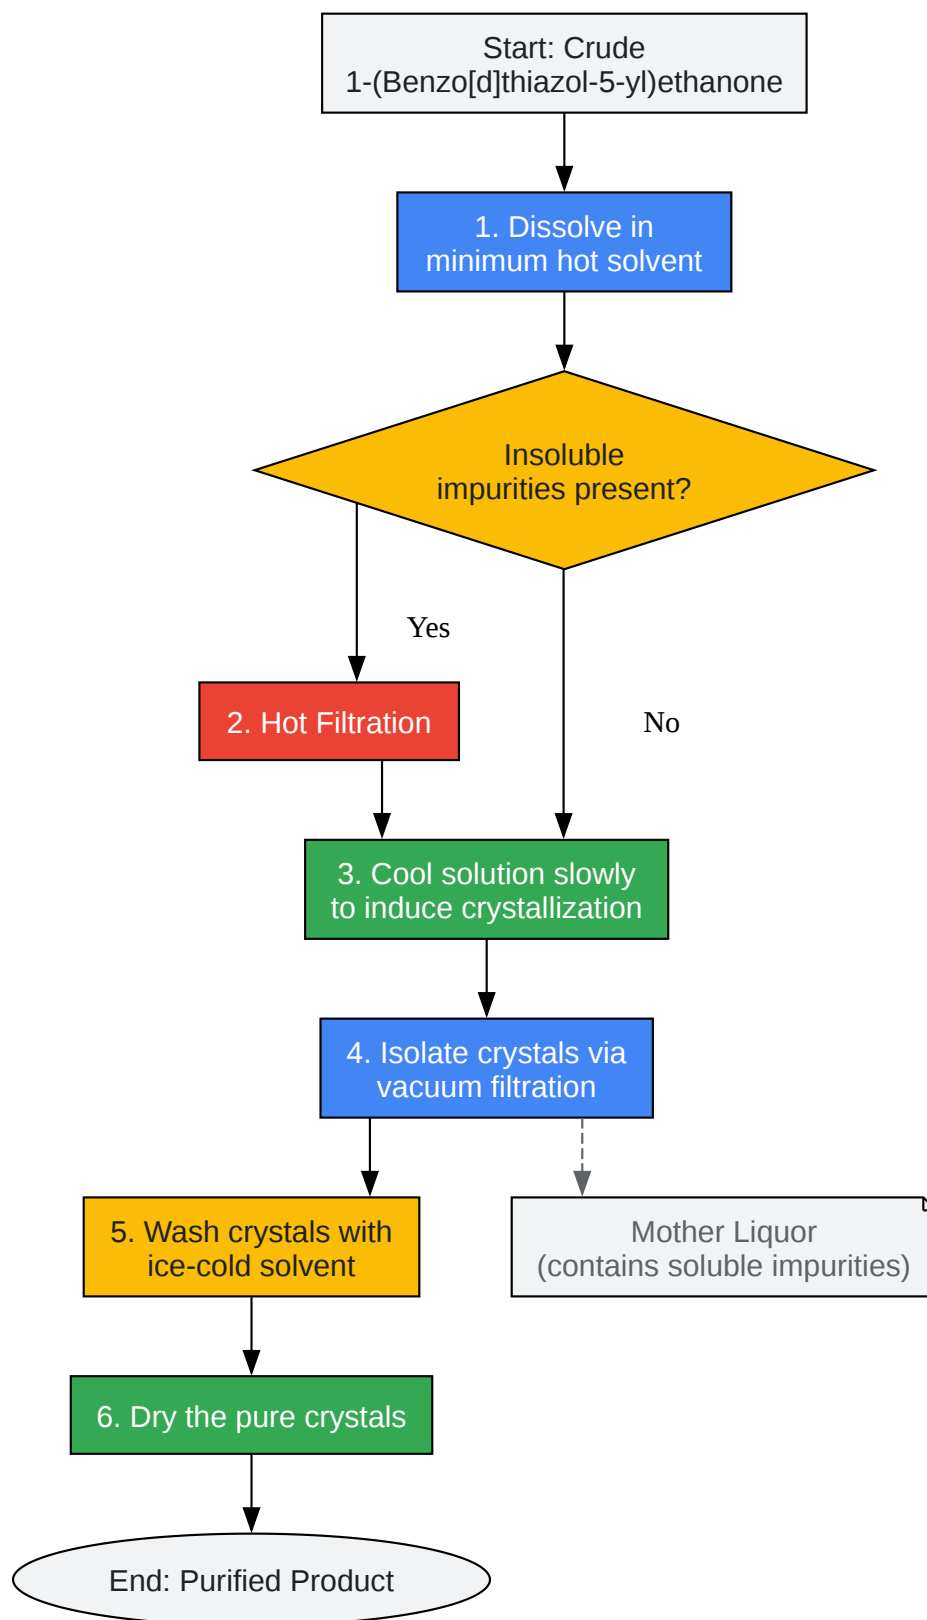 Start: Crude
1-(Benzo[d]thiazol-5-yl)ethanone
1. Dissolve in
minimum hot solvent
Insoluble
impurities present?
Yes
2. Hot Filtration
No
3. Cool solution slowly
to induce crystallization
4. Isolate crystals via
vacuum filtration
5. Wash crystals with
ice-cold solvent
Mother Liquor
(contains soluble impurities)
6. Dry the pure crystals
End: Purified Product